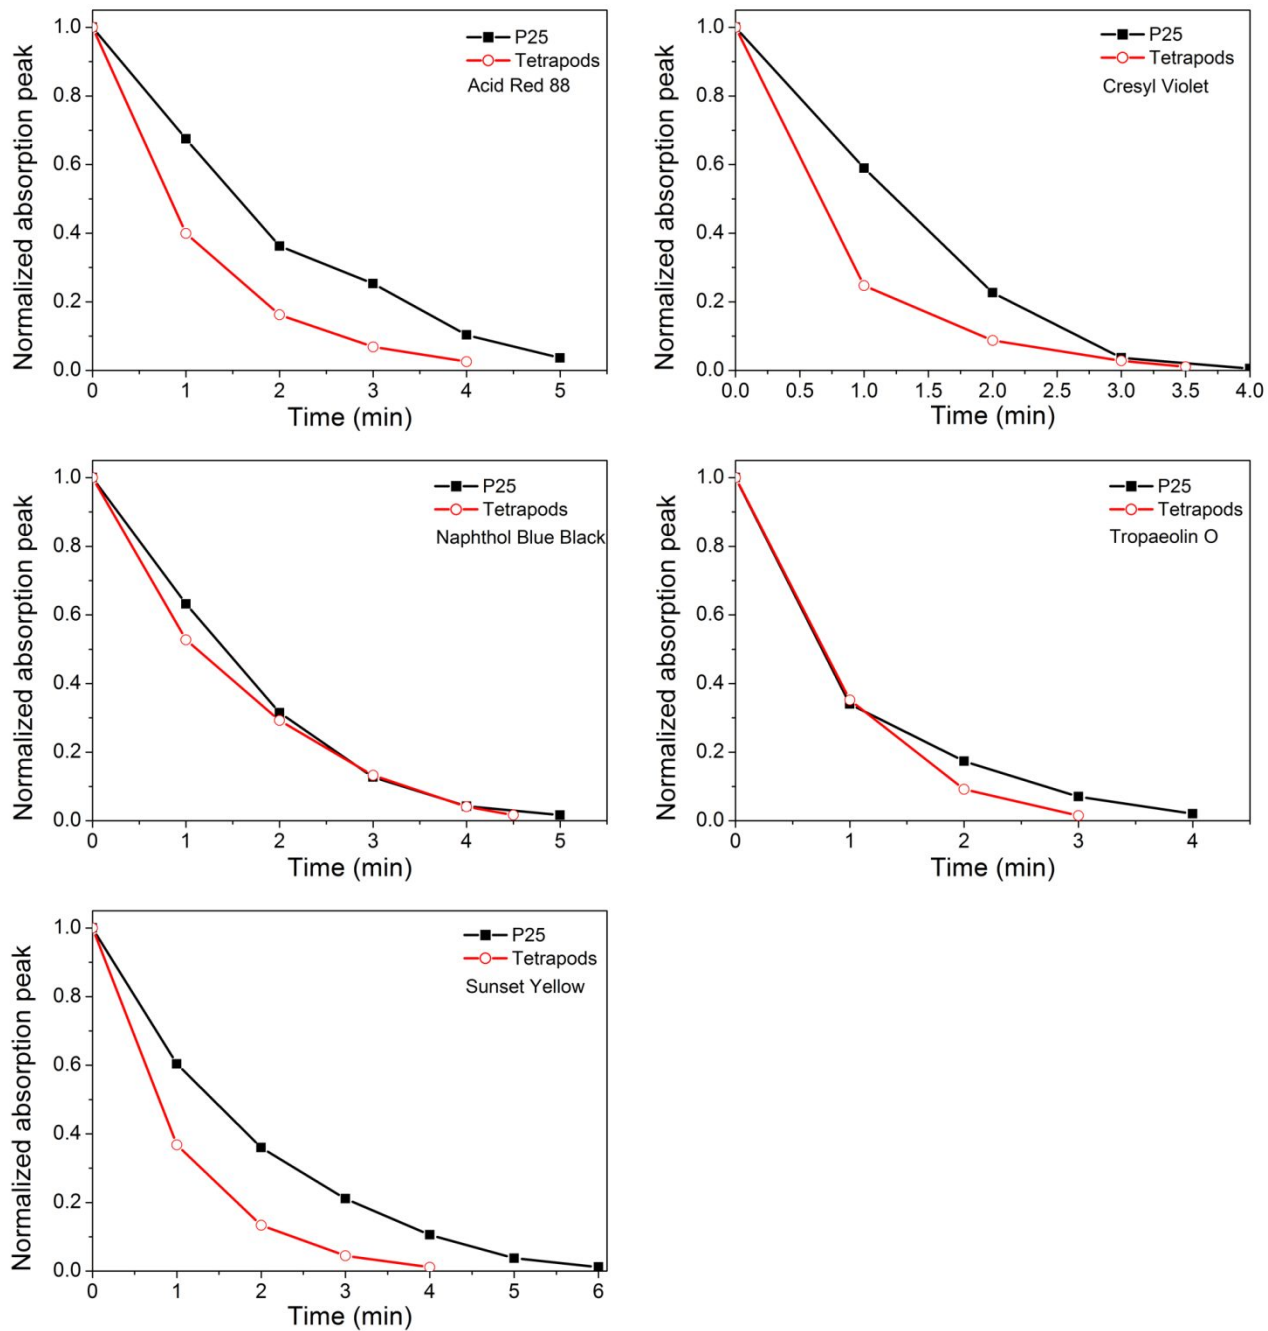 Normalized absorption peak
1.0
0.8
0.6
0.4
0.2
0.0
P25
Tetrapods
Acid Red 88
0 1 2 3 4 5
Time (min)
Normalized absorption peak
1.0
0.8
0.6
0.4
0.2
0.0
P25
Tetrapods
Cresyl Violet
0.0 0.5 1.0 1.5 2.0 2.5 3.0 3.5 4.0
Time (min)
Normalized absorption peak
1.0
0.8
0.6
0.4
0.2
0.0
P25
Tetrapods
Naphthol Blue Black
0 1 2 3 4 5
Time (min)
Normalized absorption peak
1.0
0.8
0.6
0.4
0.2
0.0
P25
Tetrapods
Tropaeolin O
0 1 2 3 4
Time (min)
Normalized absorption peak
1.0
0.8
0.6
0.4
0.2
0.0
P25
Tetrapods
Sunset Yellow
0 1 2 3 4 5 6
Time (min)